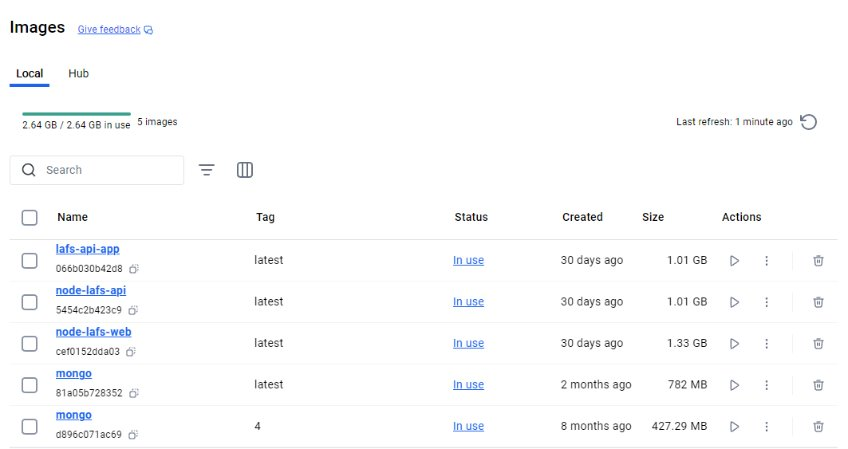 Images Give feedback
Local Hub
2.64 GB / 2.64 GB in use 5 images Last refresh: 1 minute ago
Search
Name Tag Status Created Size Actions
lafs-api-app
066b030b42d8 latest In use 30 days ago 1.01 GB
node-lafs-api
5454c2b423c9 latest In use 30 days ago 1.01 GB
node-lafs-web
cef0152dda03 latest In use 30 days ago 1.33 GB
mongo
81a05b728352 latest In use 2 months ago 782 MB
mongo
d896c071ac69 4 In use 8 months ago 427.29 MB